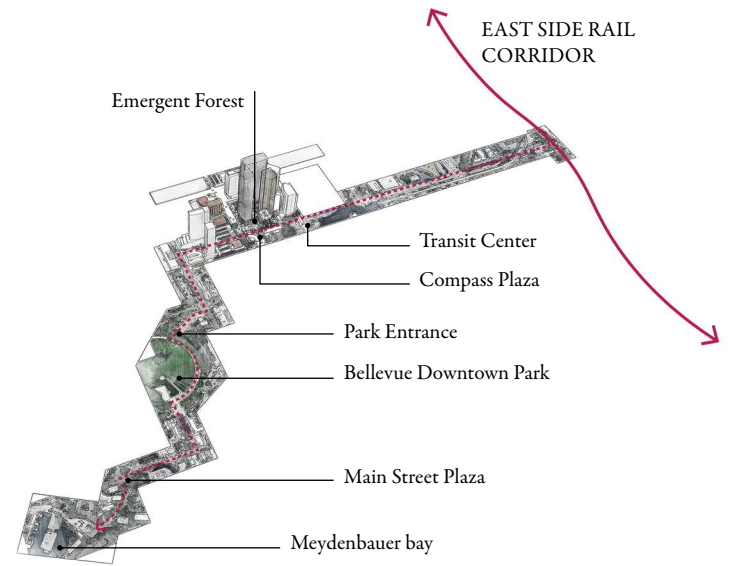 EAST SIDE RAIL
CORRIDOR
Emergent Forest
Transit Center
Compass Plaza
Park Entrance
Bellevue Downtown Park
Main Street Plaza
Meydenbauer bay